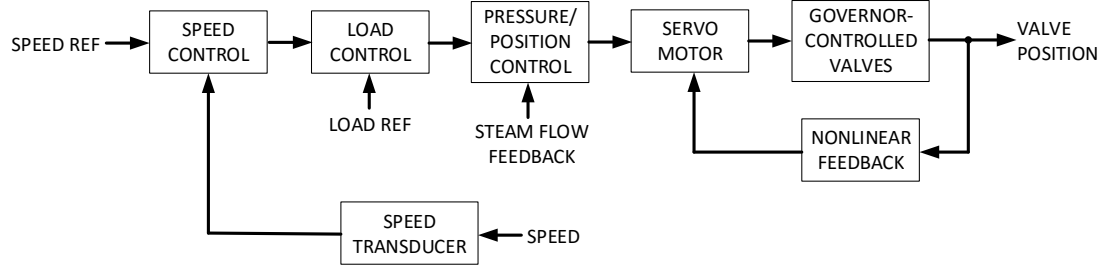 SPEED REF
SPEED
CONTROL
LOAD
CONTROL
PRESSURE/
POSITION
CONTROL
SERVO
MOTOR
GOVERNOR-
CONTROLLED
VALVES
VALVE
POSITION
LOAD REF
STEAM FLOW
FEEDBACK
NONLINEAR
FEEDBACK
SPEED
TRANSDUCER
SPEED